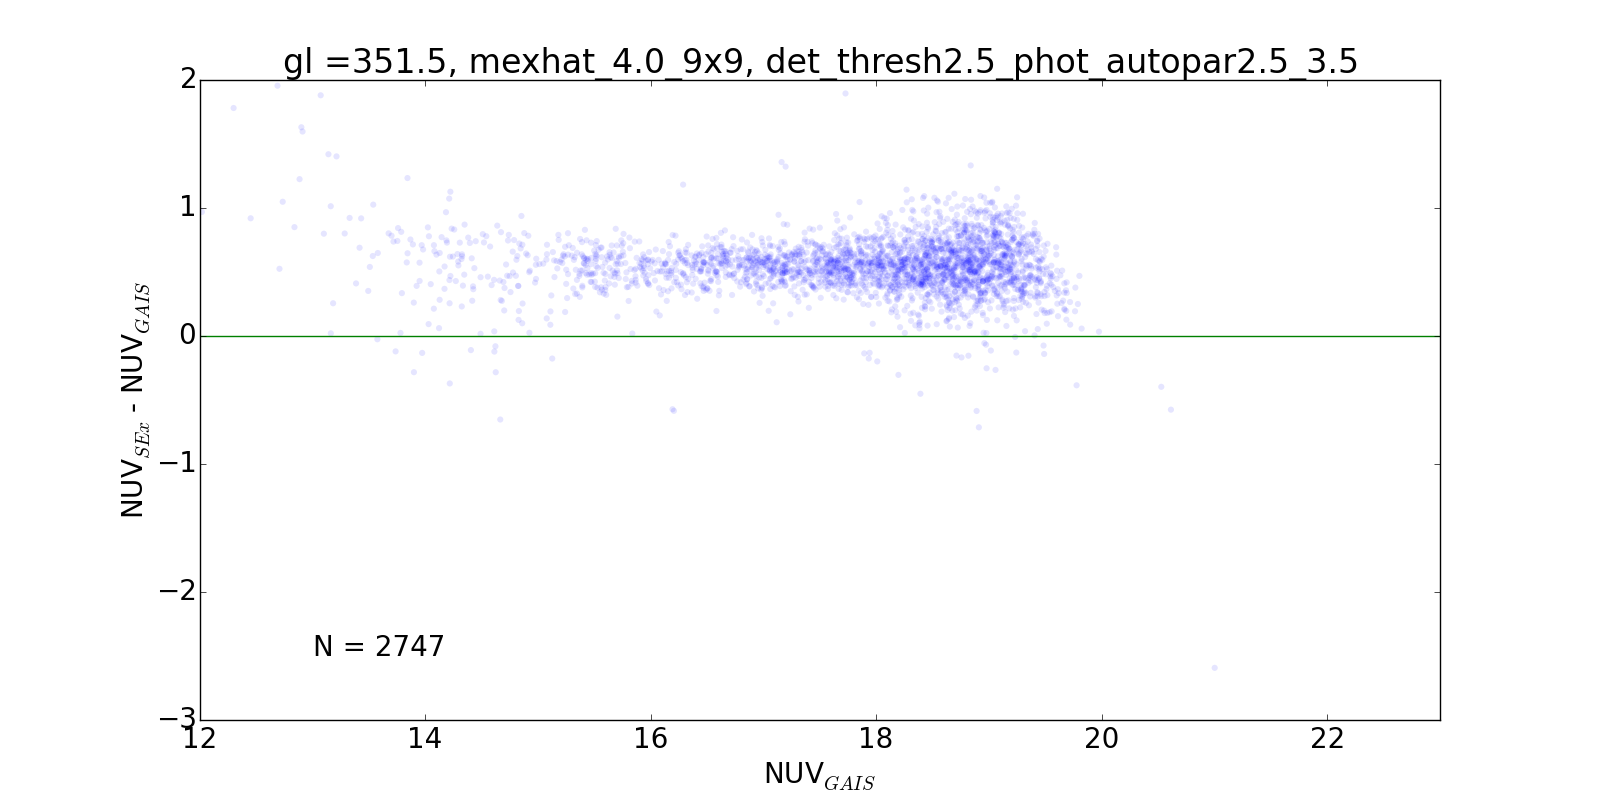 gl =351.5, mexhat_4.0_9x9, det_thresh2.5_phot_autopar2.5_3.5
2
1
0
−1
−2
−3
NUV_SEx - NUV_GAIS
N = 2747
12 14 16 18 20 22
NUV_GAIS